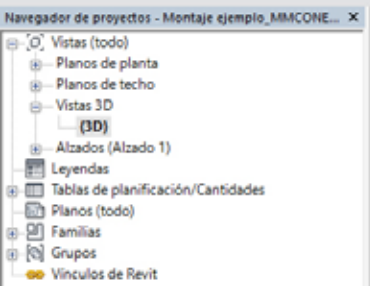 Navegador de proyectos - Montaje ejemplo_MMCONE...
Vistas (todo)
Planos de planta
Planos de techo
Vistas 3D
(3D)
Alzados (Alzado 1)
Leyendas
Tablas de planificación/Cantidades
Planos (todo)
Familias
Grupos
Vínculos de Revit